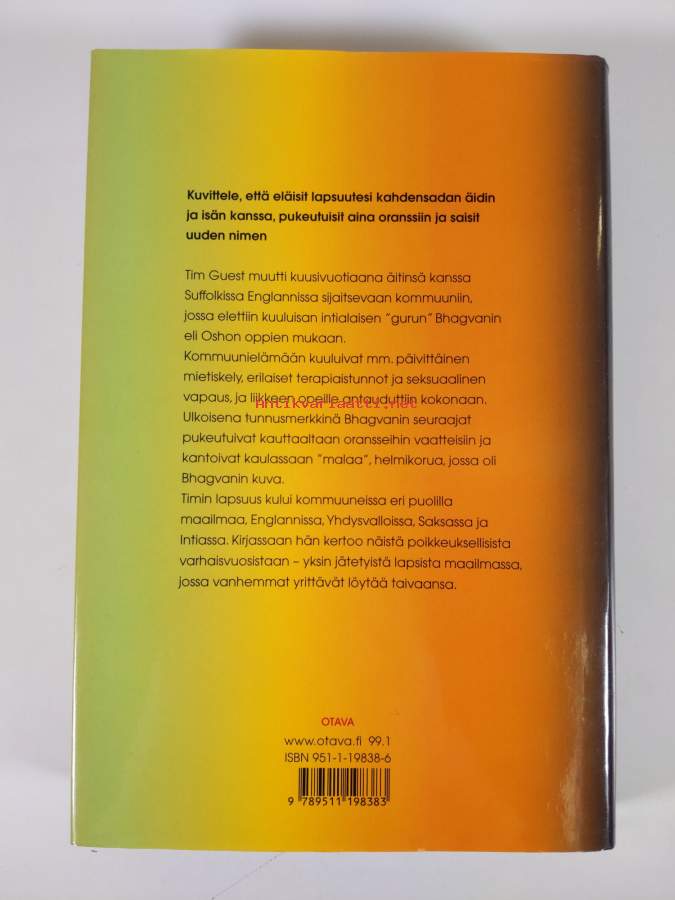 Kuvittele, että eläisit lapsuutesi kahdensadan äidin
ja isän kanssa, pukeutuisit aina oranssiin ja saisit
uuden nimen
Tim Guest muutti kuusivuotiaana äitinsä kanssa
Suffolkissa Englannissa sijaitsevaan kommuuniin,
jossa elettiin kuuluisan intialaisen "gurun" Bhagvanin
eli Oshon oppien mukaan.
Kommuunielämään kuuluivat mm. päivittäinen
mietiskely, erilaiset terapiaistunnot ja seksuaalinen
vapaus, ja liikkeen opeille antauduttiin kokonaan.
Antikvariaatti.net
Ulkoisena tunnusmerkkinä Bhagvanin seuraajat
pukeutuivat kauttaaltaan oransseihin vaatteisiin ja
kantoivat kaulassaan "malaa", helmikorua, jossa oli
Bhagvanin kuva.
Timin lapsuus kului kommuuneissa eri puolilla
maailmaa, Englannissa, Yhdysvalloissa, Saksassa ja
Intiassa. Kirjassaan hän kertoo näistä poikkeuksellisista
varhaisvuosistaan – yksin jätetyistä lapsista maailmassa,
jossa vanhemmat yrittävät löytää taivaansa.
OTAVA
www.otava.fi 99.1
ISBN 951-1-19838-6
9 789511 198383